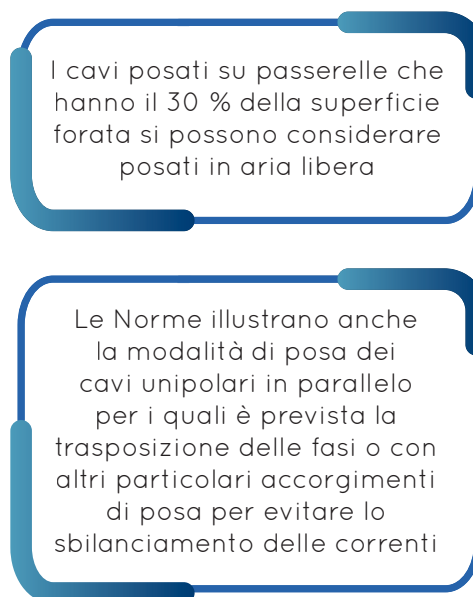 I cavi posati su passerelle che
hanno il 30 % della superficie
forata si possono considerare
posati in aria libera
Le Norme illustrano anche
la modalità di posa dei
cavi unipolari in parallelo
per i quali è prevista la
trasposizione delle fasi o con
altri particolari accorgimenti
di posa per evitare lo
sbilanciamento delle correnti